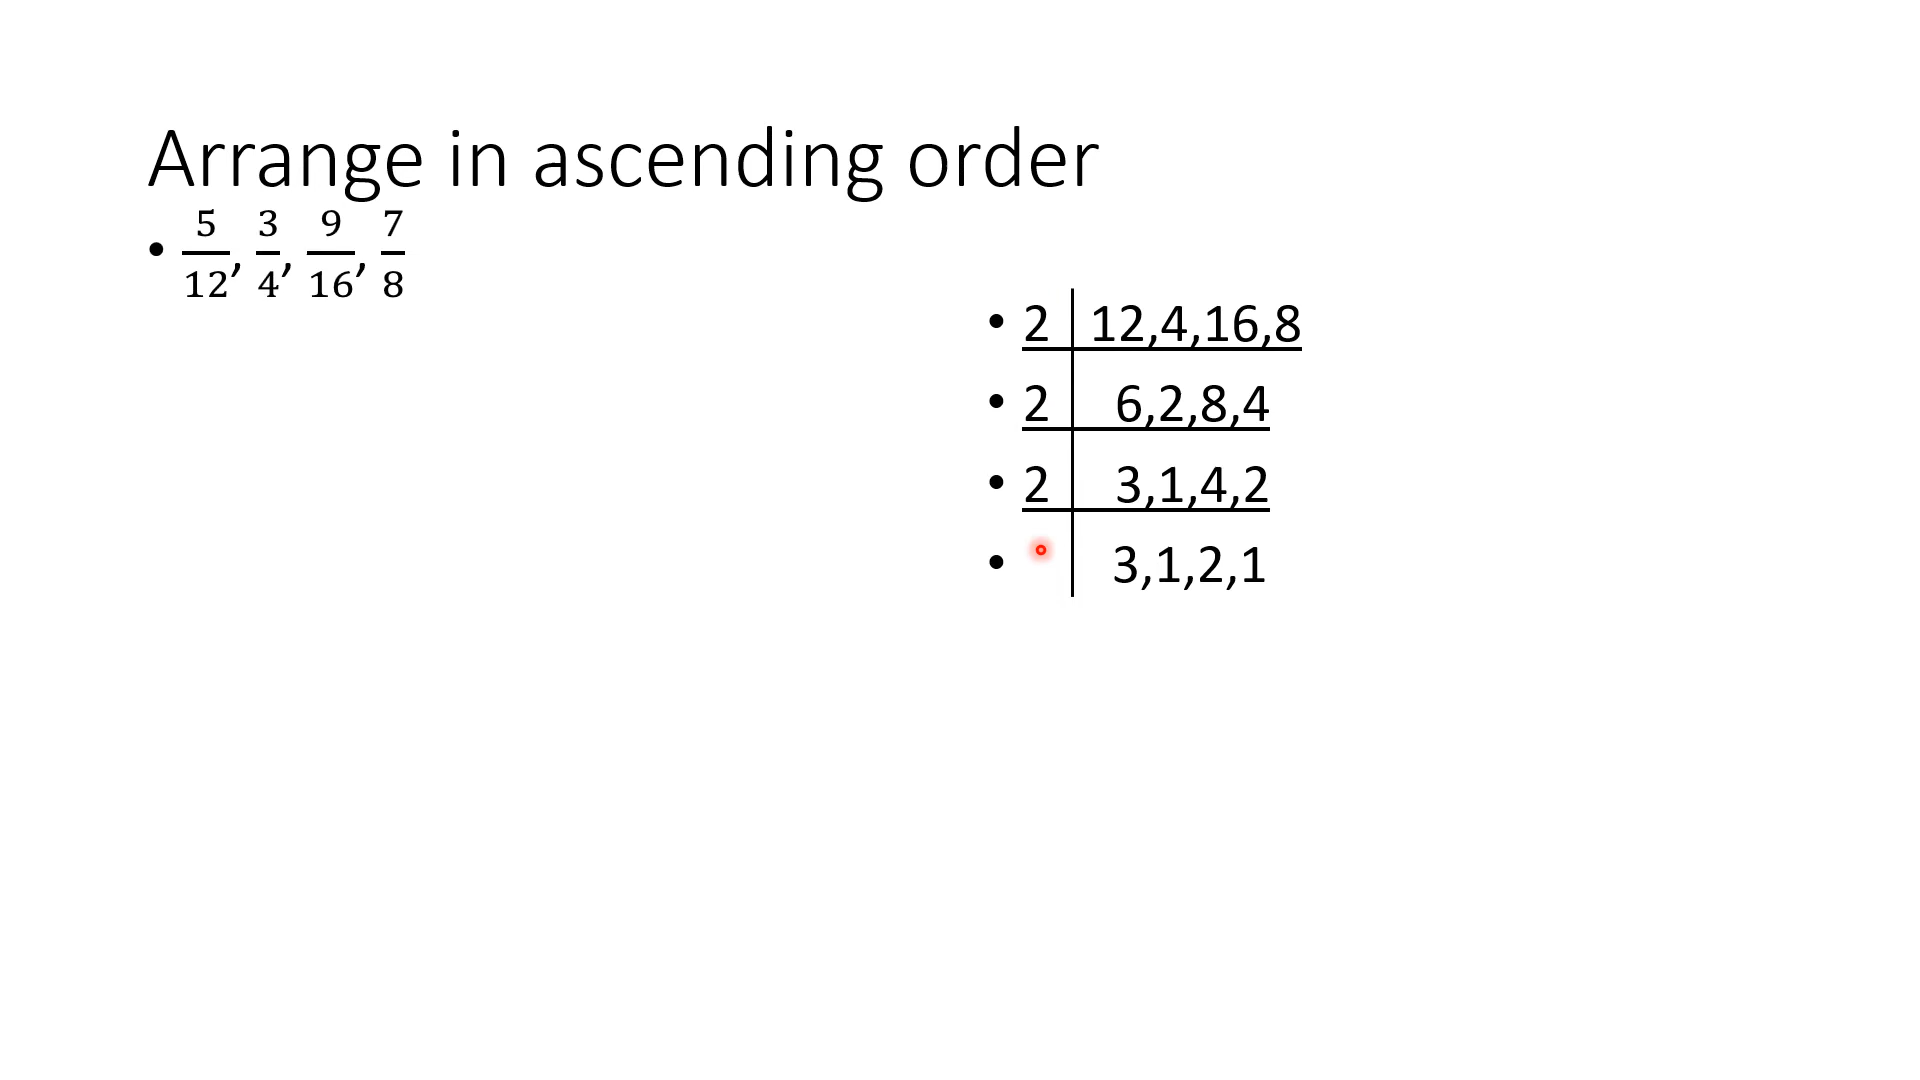 Arrange in ascending order
• 5/12, 3/4, 9/16, 7/8
• 2 | 12,4,16,8
• 2 | 6,2,8,4
• 2 | 3,1,4,2
• | 3,1,2,1